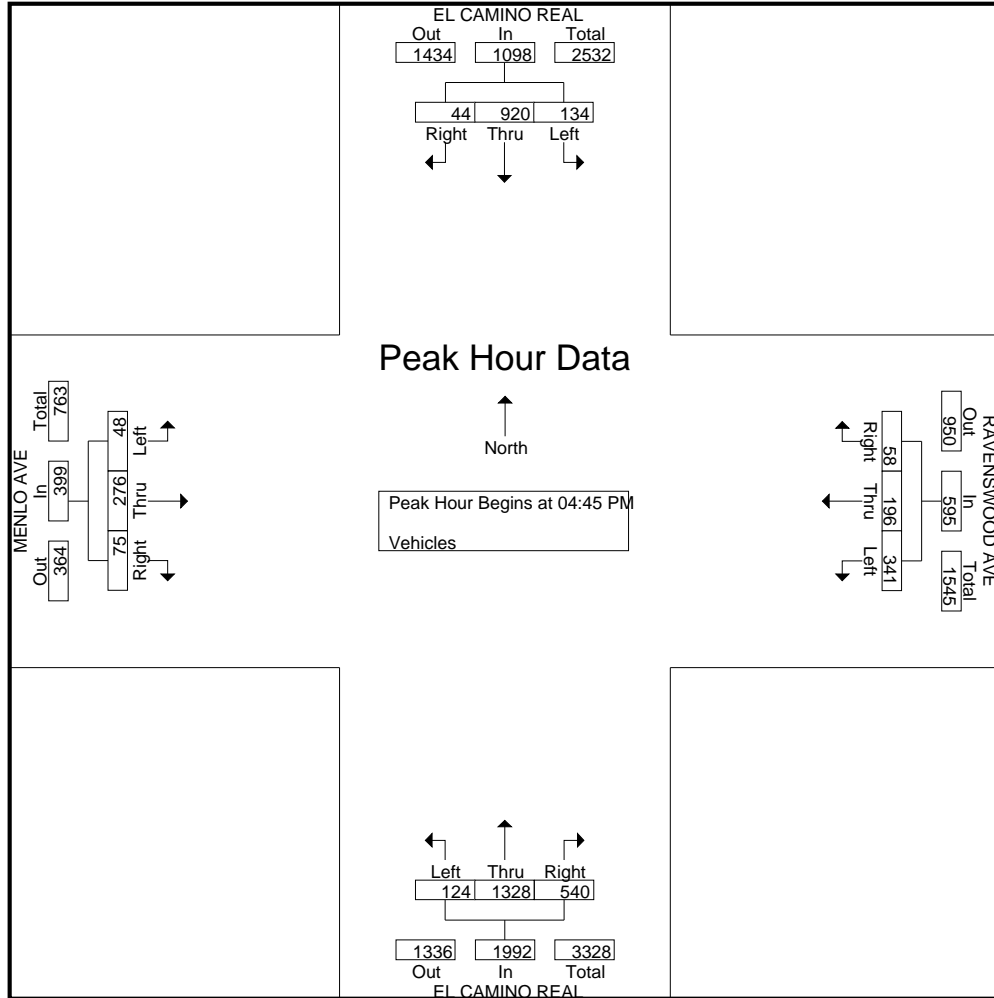 EL CAMINO REAL
Out In Total
1434 1098 2532
44 920 134
Right Thru Left
Peak Hour Data
North
Peak Hour Begins at 04:45 PM
Vehicles
MENLO AVE
Out In Total
364 399 763
75 276 48
Right Thru Left
RAVENSWOOD AVE
Out In Total
950 595 1545
58 196 341
Right Thru Left
Left Thru Right
124 1328 540
1336 1992 3328
Out In Total
EL CAMINO REAL